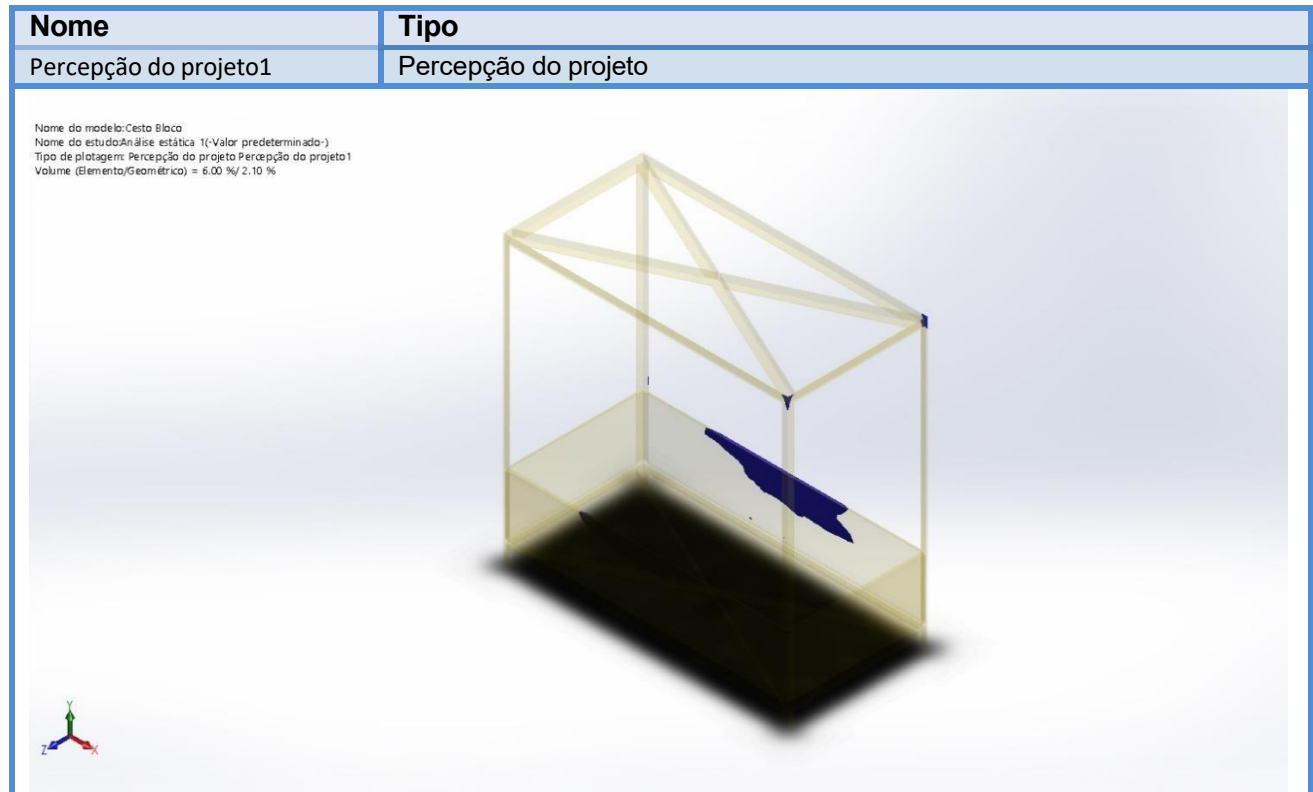 Nome Tipo
Percepção do projeto1 Percepção do projeto
Nome do modelo:Cesto Bloco
Nome do estudo:Análise estática 1(-Valor predeterminado-)
Tipo de plotagem: Percepção do projeto Percepção do projeto1
Volume (Elemento/Geométrico) = 6.00 %/ 2.10 %
Y
Z
X